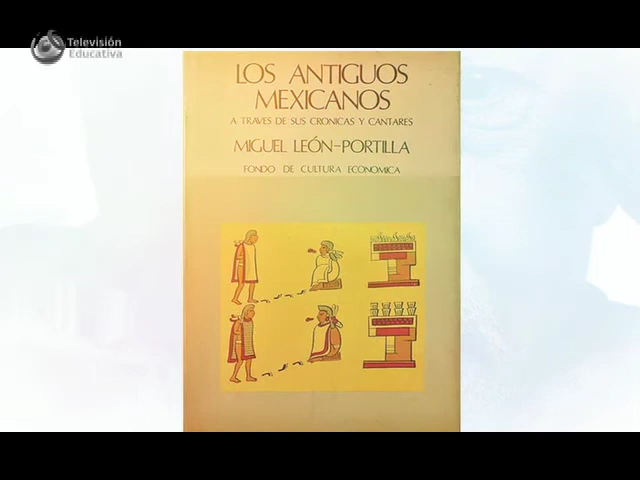 Televisión
Educativa
LOS ANTIGUOS
MEXICANOS
A TRAVES DE SUS CRONICAS Y CANTARES
MIGUEL LEÓN-PORTILLA
FONDO DE CULTURA ECONOMICA